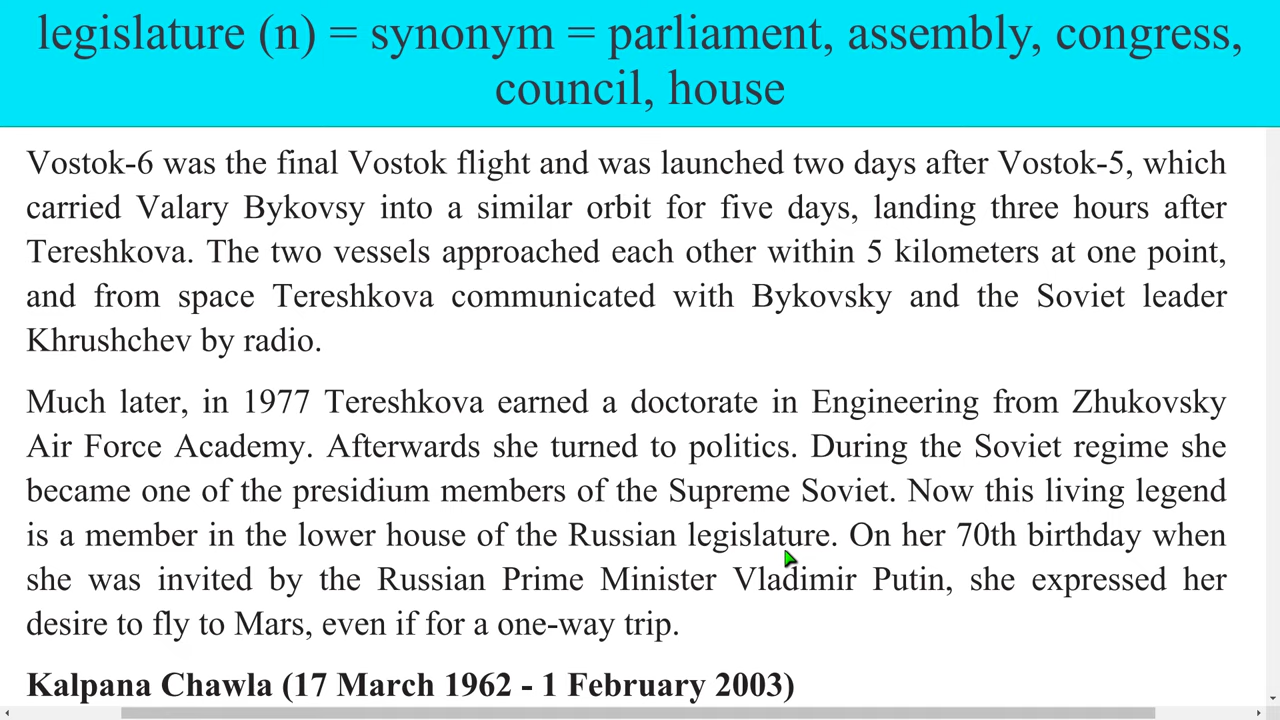 legislature (n) = synonym = parliament, assembly, congress,
council, house
Vostok-6 was the final Vostok flight and was launched two days after Vostok-5, which
carried Valary Bykovsy into a similar orbit for five days, landing three hours after
Tereshkova. The two vessels approached each other within 5 kilometers at one point,
and from space Tereshkova communicated with Bykovsky and the Soviet leader
Khrushchev by radio.
Much later, in 1977 Tereshkova earned a doctorate in Engineering from Zhukovsky
Air Force Academy. Afterwards she turned to politics. During the Soviet regime she
became one of the presidium members of the Supreme Soviet. Now this living legend
is a member in the lower house of the Russian legislature. On her 70th birthday when
she was invited by the Russian Prime Minister Vladimir Putin, she expressed her
desire to fly to Mars, even if for a one-way trip.
Kalpana Chawla (17 March 1962 - 1 February 2003)